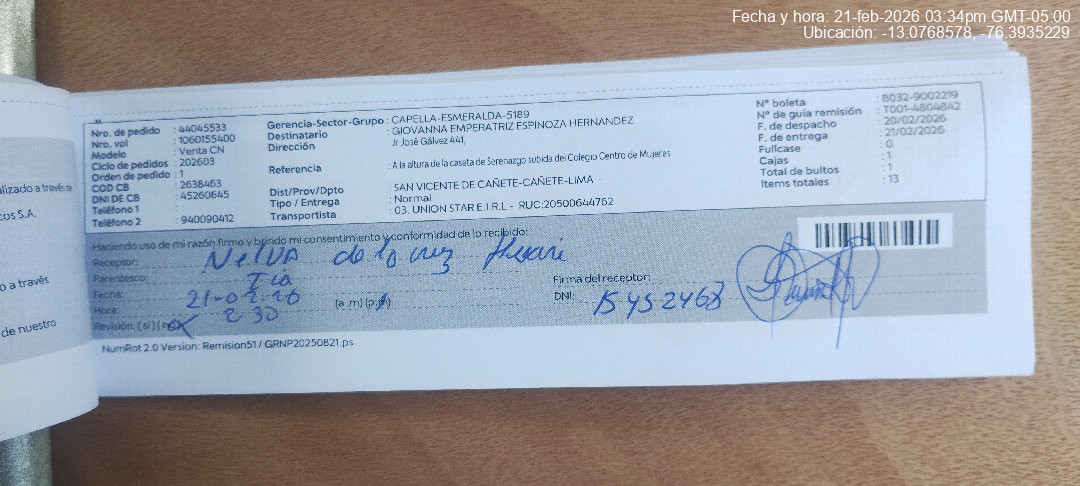 Fecha y hora: 21-feb-2026 03:34pm GMT-05:00
Ubicación: -13.0768578, -76.3935229
Nro. de pedido : 44045533
Nro. vol : 1060155400
Modelo : Venta CN
Ciclo de pedidos : 202603
Orden de pedido : 1
COD CB : 2638463
DNI DE CB : 45260645
Teléfono 1
Teléfono 2 : 940090412
Gerencia-Sector-Grupo : CAPELLA-ESMERALDA-5189
Destinatario : GIOVANNA EMPERATRIZ ESPINOZA HERNANDEZ
Dirección Jr José Gálvez 441,
Referencia : A la altura de la caseta de Serenazgo subida del Colegio Centro de Mujeres
Dist/Prov/Dpto SAN VICENTE DE CAÑETE-CAÑETE-LIMA -
Tipo / Entrega : Normal
Transportista : 03. UNION STAR E.I.R.L - RUC:20500644762
N° boleta : B032-9002219
N° de guía remisión : T001-4804842
F. de despacho : 20/02/2026
F. de entrega : 21/02/2026
Fullcase : 0
Cajas : 1
Total de bultos : 1
Items totales : 13
Haciendo uso de mi razón firmo y brindo mi consentimiento y conformidad de lo recibido:
Receptor: Nelva de la cruz
Parentesco: Tia
Fecha: 21-02-26
Hora: 2 30 (a.m) (p.m)
Revisión: (si) (no)
Firma del receptor:
DNI: 15452468
NumRot 2.0 Version: Remision51 / GRNP20250821.ps
alizado a través de
cos S.A.
o a través
de nuestro